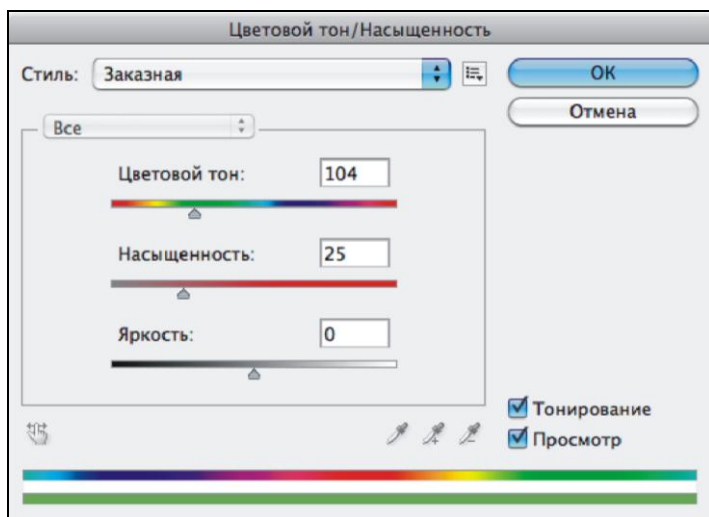 Цветовой тон/Насыщенность
Стиль: Заказная
OK
Отмена
Все
Цветовой тон: 104
Насыщенность: 25
Яркость: 0
Тонирование
Просмотр